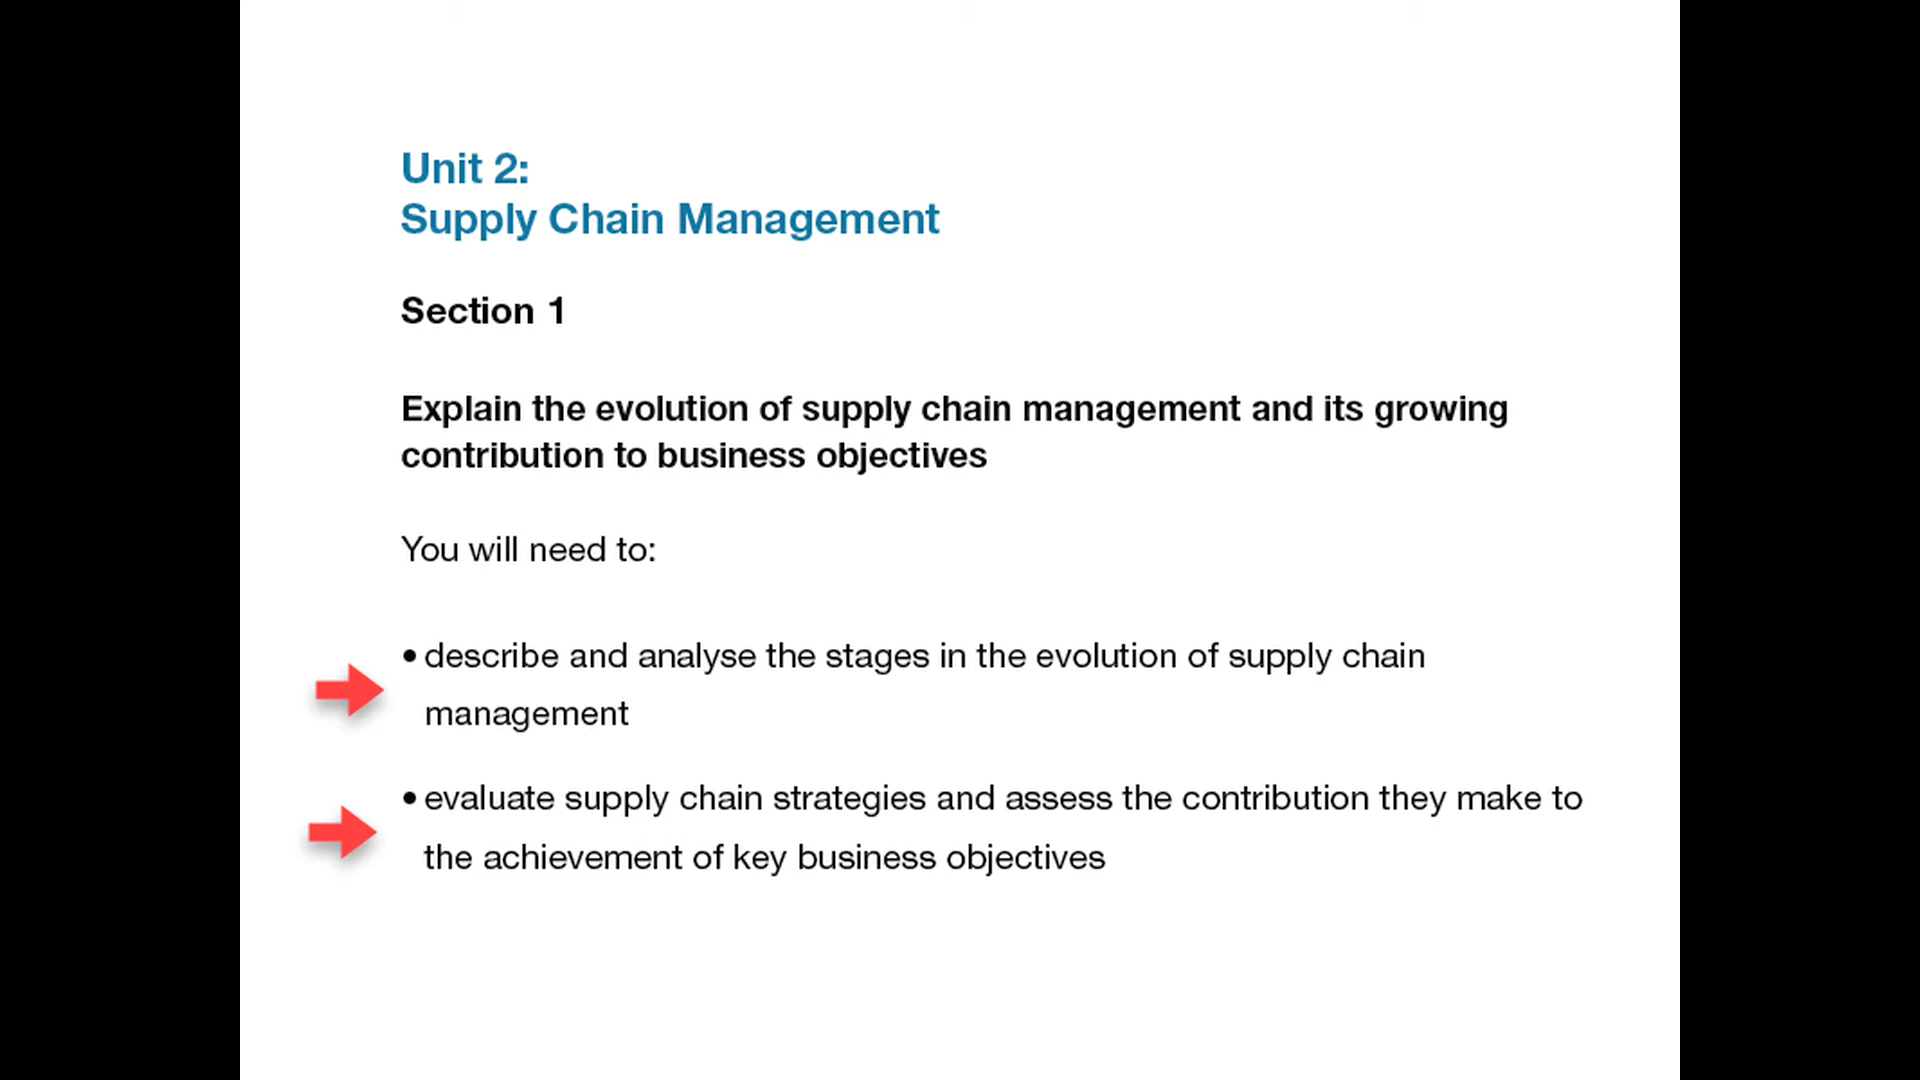 Unit 2:
Supply Chain Management
Section 1
Explain the evolution of supply chain management and its growing
contribution to business objectives
You will need to:
• describe and analyse the stages in the evolution of supply chain
management
• evaluate supply chain strategies and assess the contribution they make to
the achievement of key business objectives